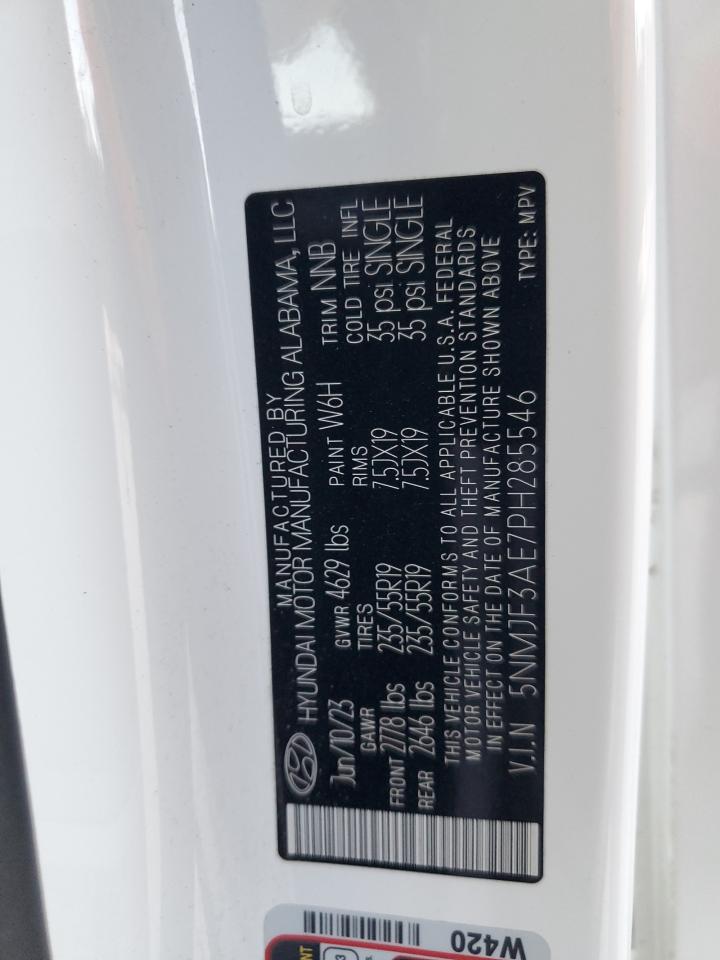 MANUFACTURED BY
HYUNDAI MOTOR MANUFACTURING ALABAMA, LLC
Jun/10/23 GVWR 4629 lbs PAINT W6H TRIM NNB
GAWR TIRES RIMS COLD TIRE INFL
FRONT 2778 lbs 235/55R19 7.5JX19 35 psi SINGLE
REAR 2646 lbs 235/55R19 7.5JX19 35 psi SINGLE
THIS VEHICLE CONFORMS TO ALL APPLICABLE U.S.A. FEDERAL
MOTOR VEHICLE SAFETY AND THEFT PREVENTION STANDARDS
IN EFFECT ON THE DATE OF MANUFACTURE SHOWN ABOVE
V.I.N 5NMJF3AE7PH285546 TYPE: MPV
W420